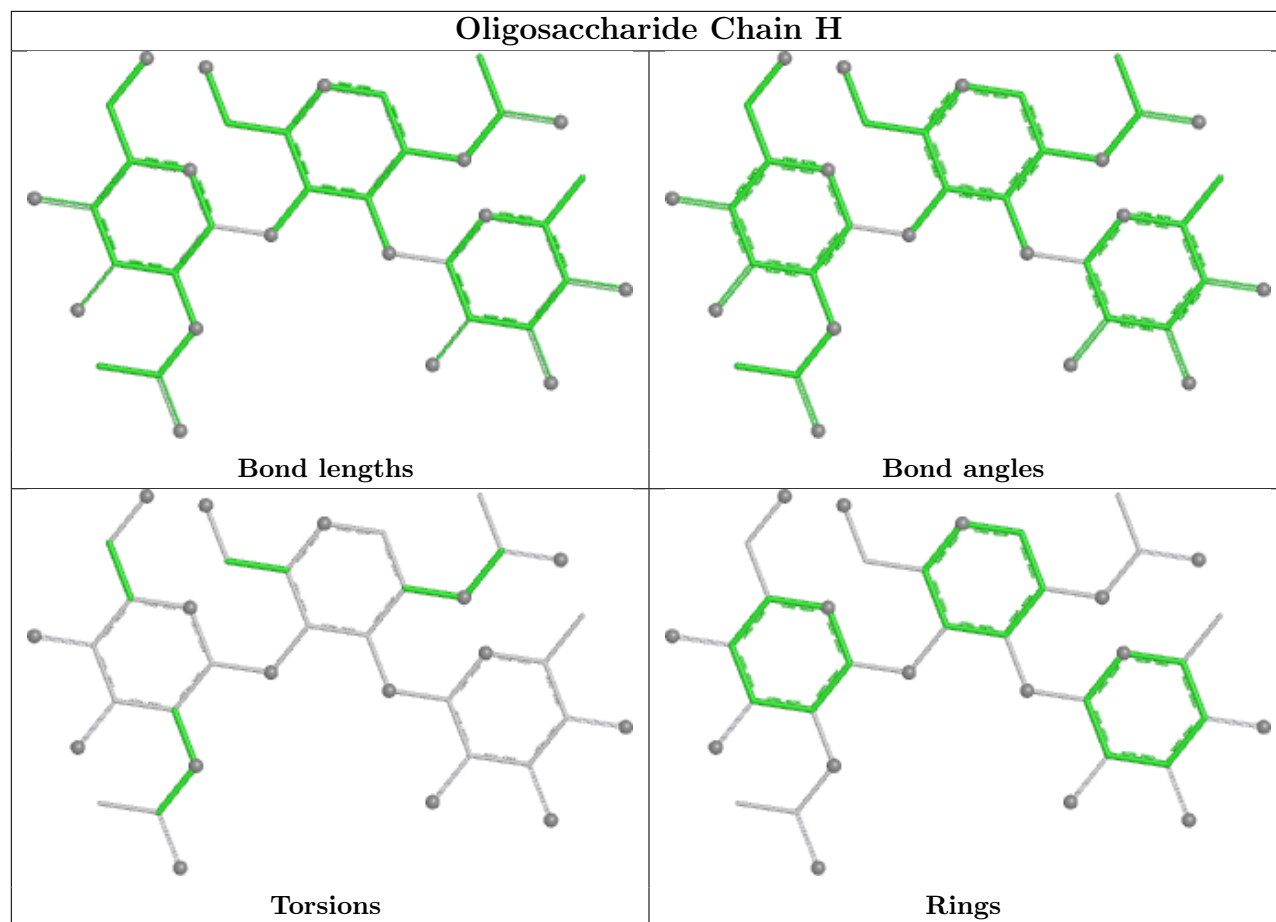 Oligosaccharide Chain H
Bond lengths
Bond angles
Torsions
Rings